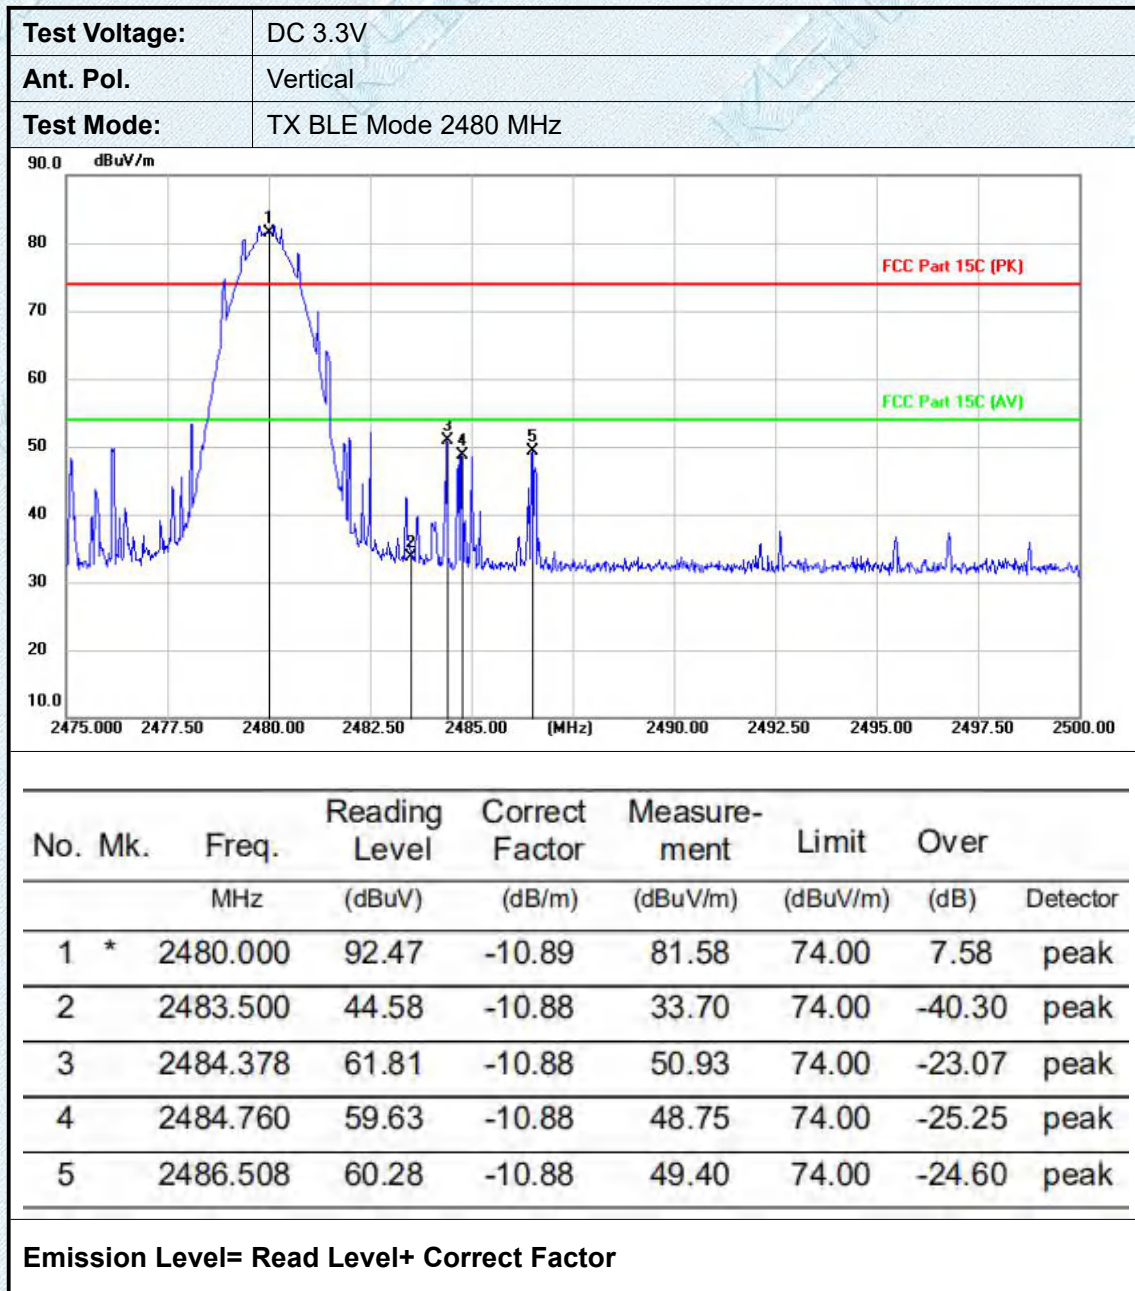 Test Voltage: DC 3.3V
Ant. Pol. Vertical
Test Mode: TX BLE Mode 2480 MHz
90.0 dBuV/m
80
FCC Part 15C (PK)
70
60
FCC Part 15C (AV)
50
40
30
20
10.0
1
2
3
4
5
2475.000 2477.50 2480.00 2482.50 2485.00 (MHz) 2490.00 2492.50 2495.00 2497.50 2500.00
No. Mk. Freq. Reading Level Correct Factor Measure-ment Limit Over
MHz (dBuV) (dB/m) (dBuV/m) (dBuV/m) (dB) Detector
1 * 2480.000 92.47 -10.89 81.58 74.00 7.58 peak
2 2483.500 44.58 -10.88 33.70 74.00 -40.30 peak
3 2484.378 61.81 -10.88 50.93 74.00 -23.07 peak
4 2484.760 59.63 -10.88 48.75 74.00 -25.25 peak
5 2486.508 60.28 -10.88 49.40 74.00 -24.60 peak
Emission Level= Read Level+ Correct Factor